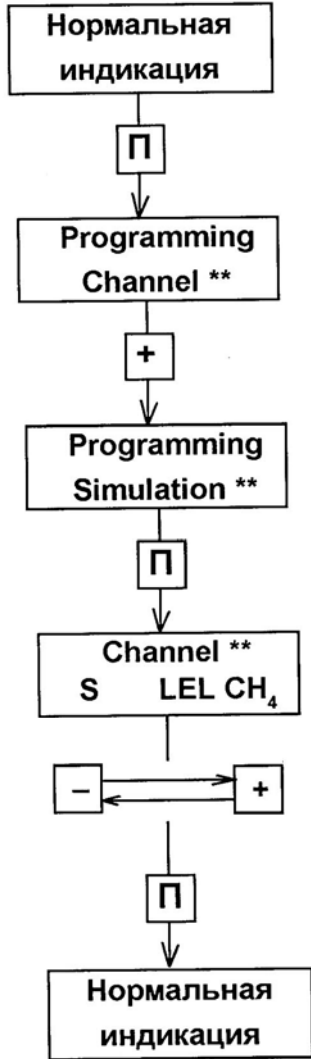 Нормальная
индикация
П
Programming
Channel **
+
Programming
Simulation **
П
Channel **
S LEL CH₄
− +
П
Нормальная
индикация